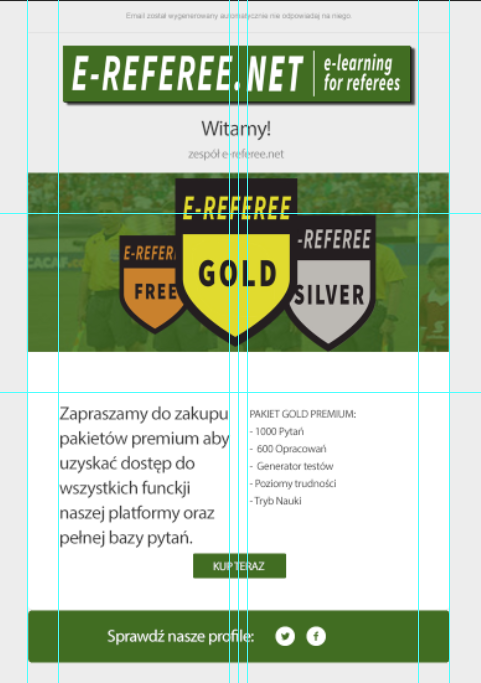 Email został wygenerowany automatycznie nie odpowiadaj na niego.
E-REFEREE.NET
e-learning
for referees
Witamy!
zespół e-referee.net
E-REFEREE
E-REFER
-REFEREE
GOLD
FREE
SILVER
Zapraszamy do zakupu
pakietów premium aby
uzyskać dostęp do
wszystkich funckji
naszej platformy oraz
pełnej bazy pytań.
PAKIET GOLD PREMIUM:
- 1000 Pytań
- 600 Opracowań
- Generator testów
- Poziomy trudności
- Tryb Nauki
KUP TERAZ
Sprawdź nasze profile: